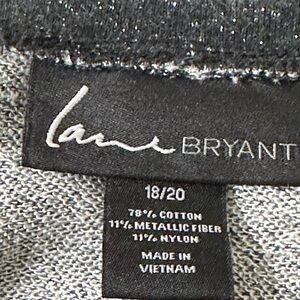 Lane BRYANT
18/20
78% COTTON
11% METALLIC FIBER
11% NYLON
MADE IN
VIETNAM